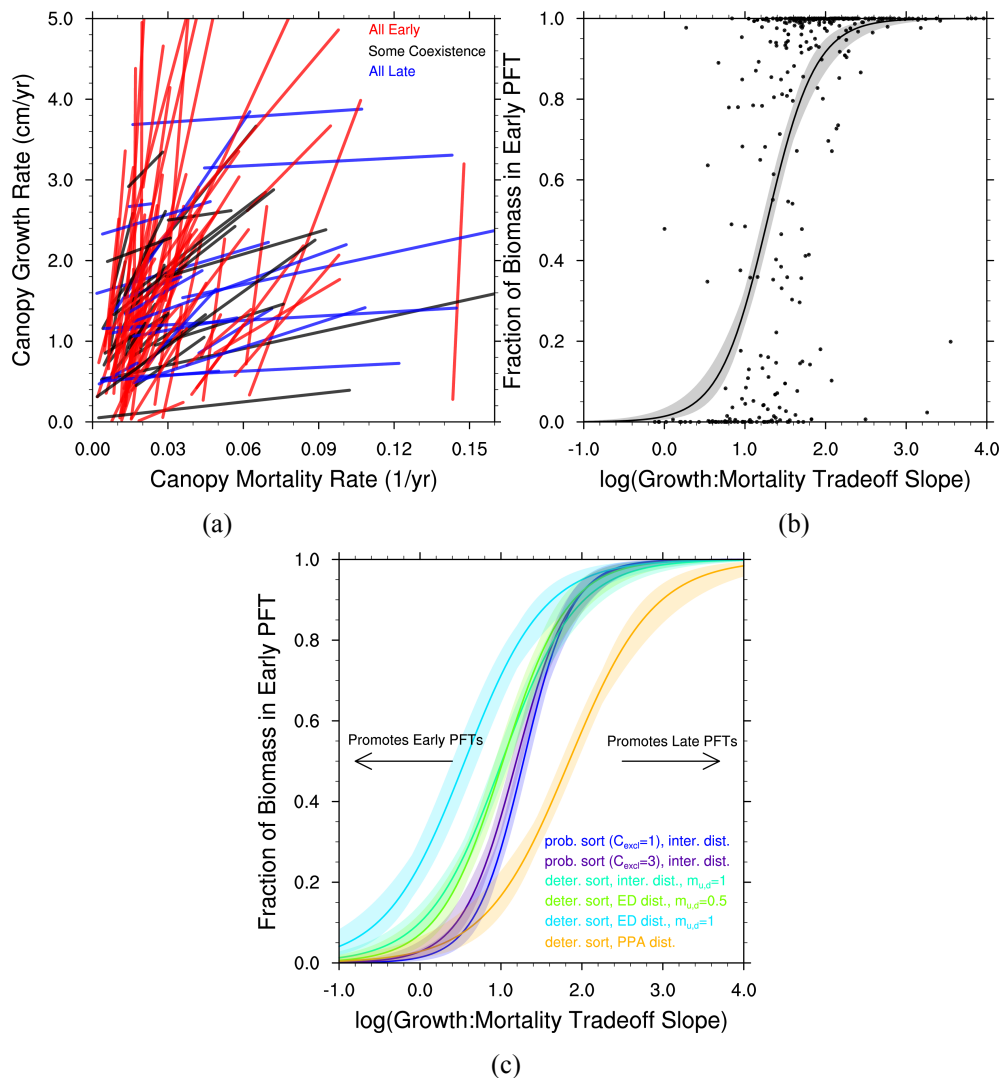 All Early
Some Coexistence
All Late
Canopy Growth Rate (cm/yr)
5.0
4.0
3.0
2.0
1.0
0.0
0.00 0.03 0.06 0.09 0.12 0.15
Canopy Mortality Rate (1/yr)
(a)
Fraction of Biomass in Early PFT
1.0
0.8
0.6
0.4
0.2
0.0
-1.0 0.0 1.0 2.0 3.0 4.0
log(Growth:Mortality Tradeoff Slope)
(b)
Fraction of Biomass in Early PFT
1.0
0.8
0.6
0.4
0.2
0.0
Promotes Early PFTs
Promotes Late PFTs
prob. sort (Cexcl=1), inter. dist.
prob. sort (Cexcl=3), inter. dist.
deter. sort, inter. dist., mu,d=1
deter. sort, ED dist., mu,d=0.5
deter. sort, ED dist., mu,d=1
deter. sort, PPA dist.
-1.0 0.0 1.0 2.0 3.0 4.0
log(Growth:Mortality Tradeoff Slope)
(c)